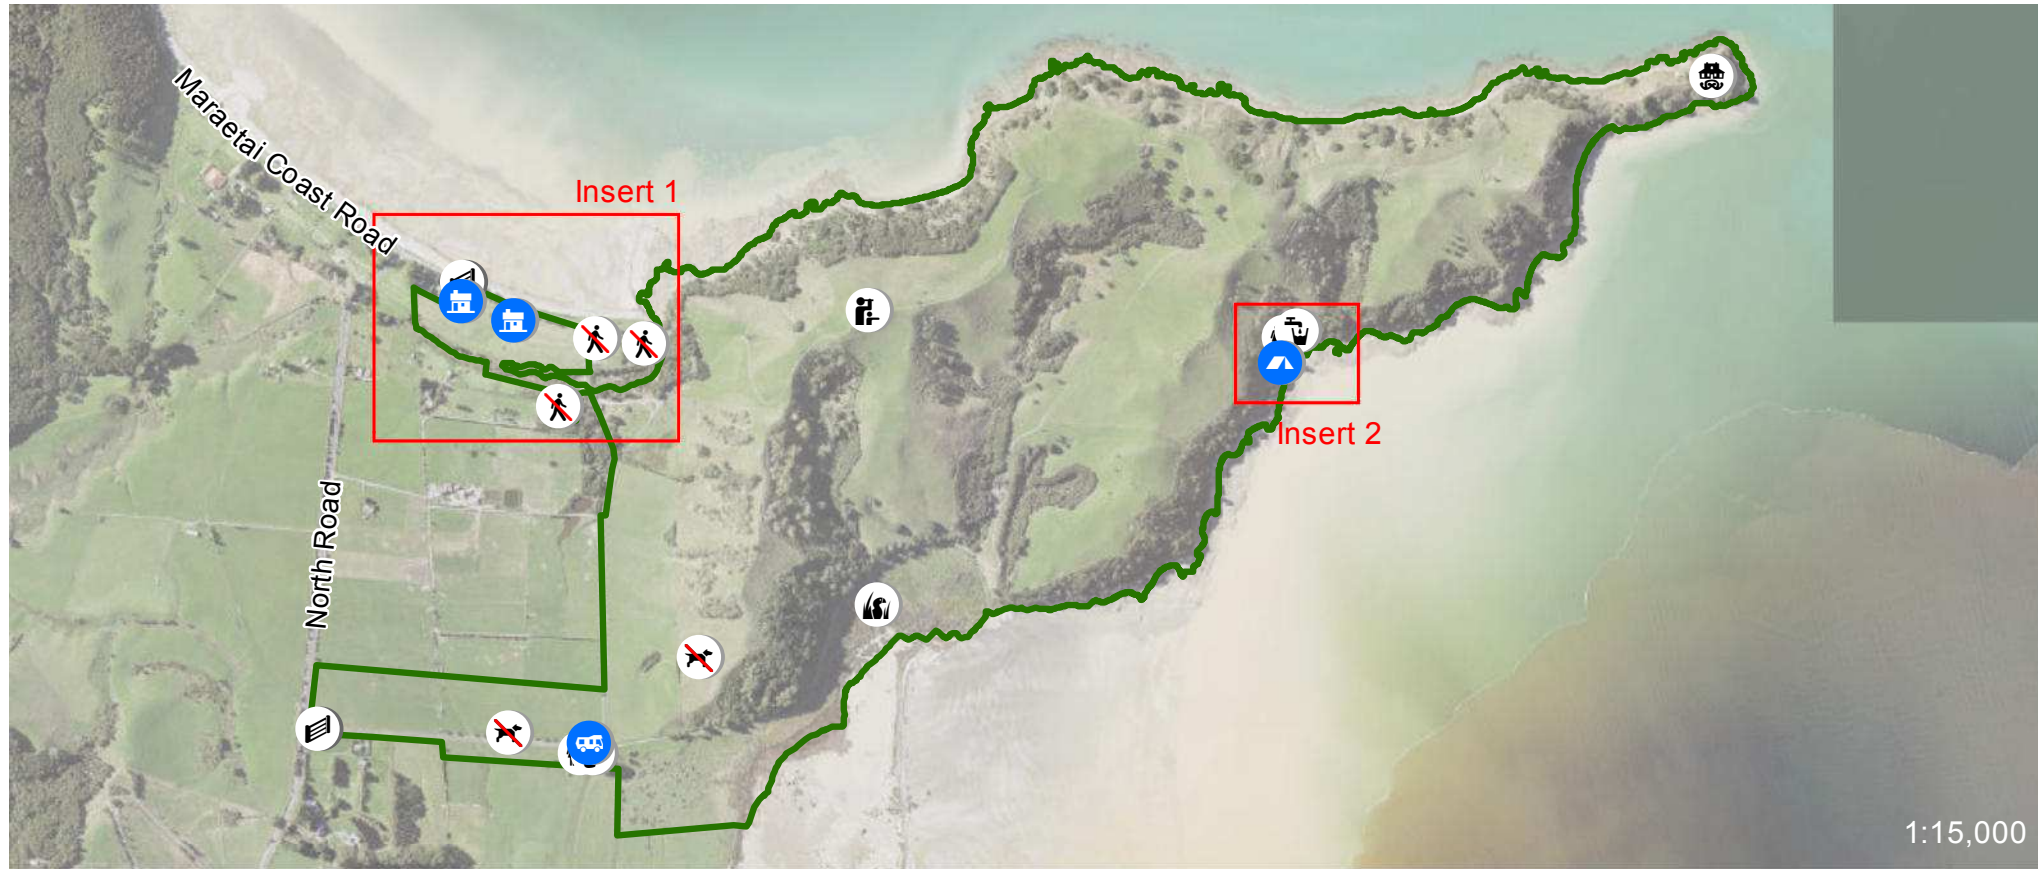 Maraetai Coast Road
Insert 1
Insert 2
North Road
1:15,000